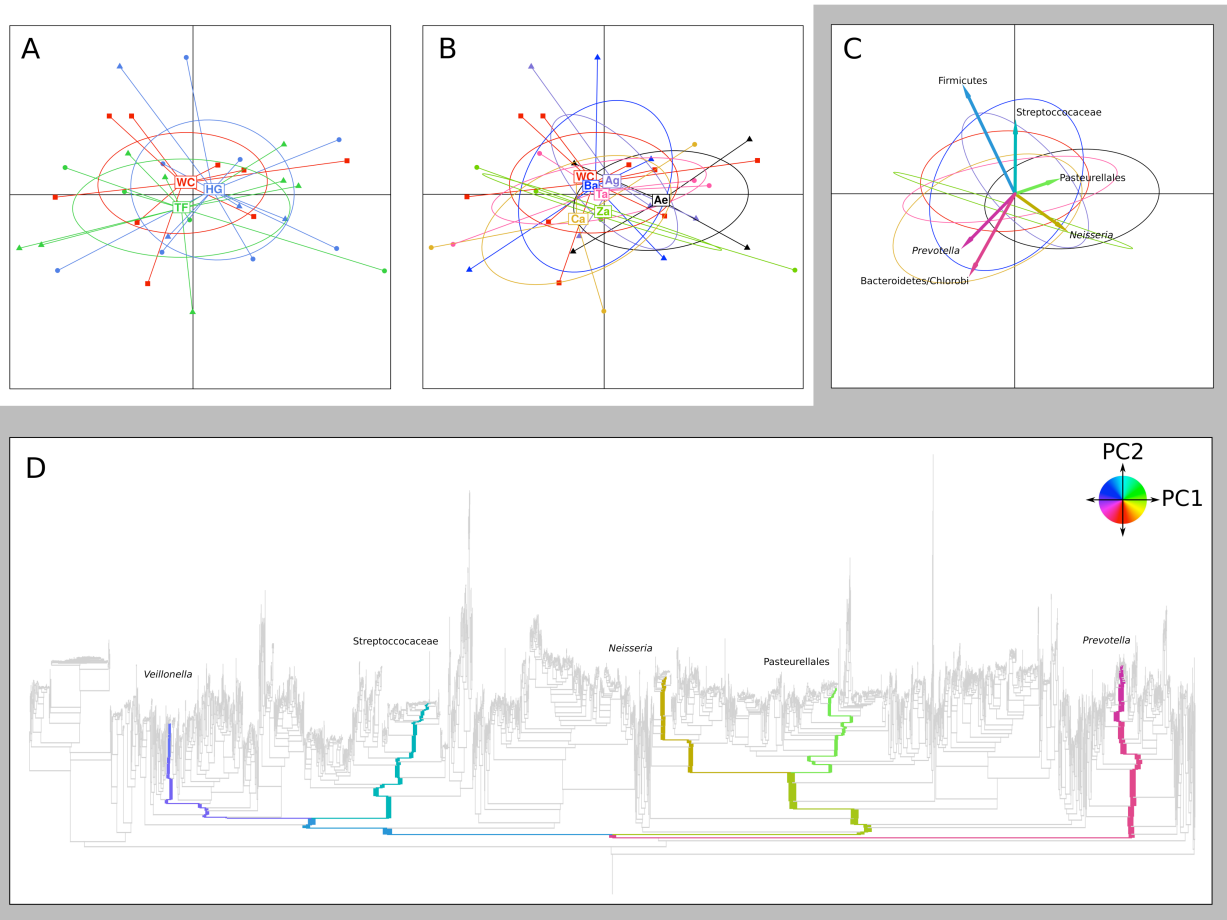 A
WC
HG
TF
B
WC
Ag
Ba
Ta
Ae
Za
Ca
C
Firmicutes
Streptoccocaceae
Pasteurellales
Neisseria
Prevotella
Bacteroidetes/Chlorobi
D
PC2
PC1
Streptoccocaceae
Neisseria
Prevotella
Pasteurellales
Veillonella